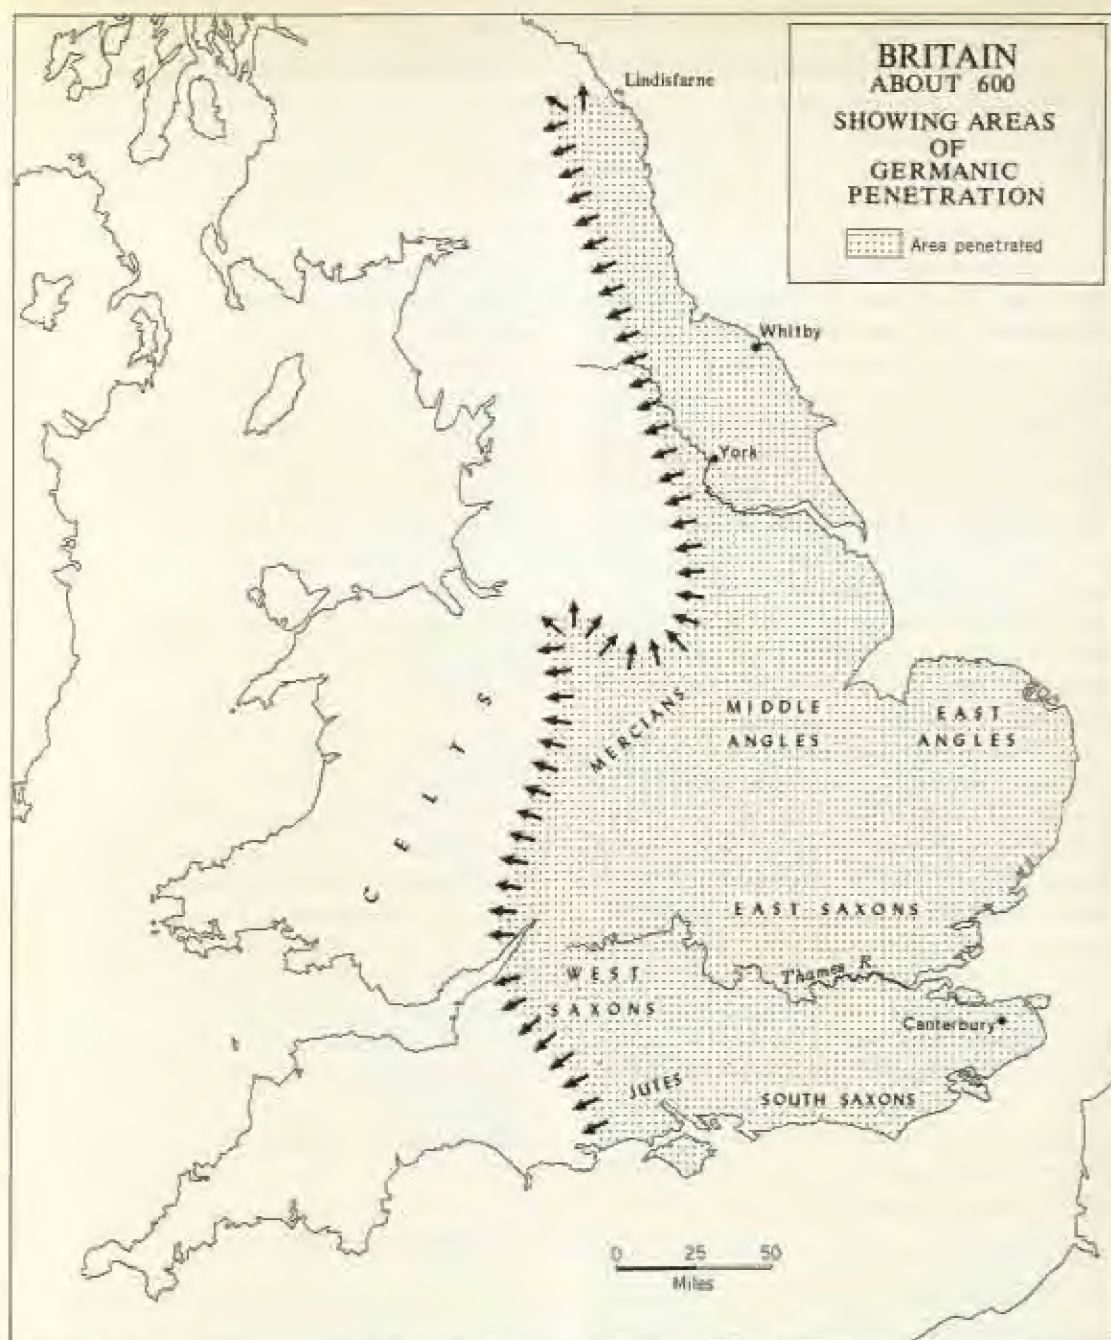 BRITAIN
ABOUT 600
SHOWING AREAS
OF
GERMANIC
PENETRATION
Area penetrated
Lindisfarne
Whitby
York
CELTS
MERCIANS
MIDDLE
ANGLES
EAST
ANGLES
EAST SAXONS
WEST
SAXONS
Thames R.
Canterbury
JUTES
SOUTH SAXONS
0 25 50
Miles